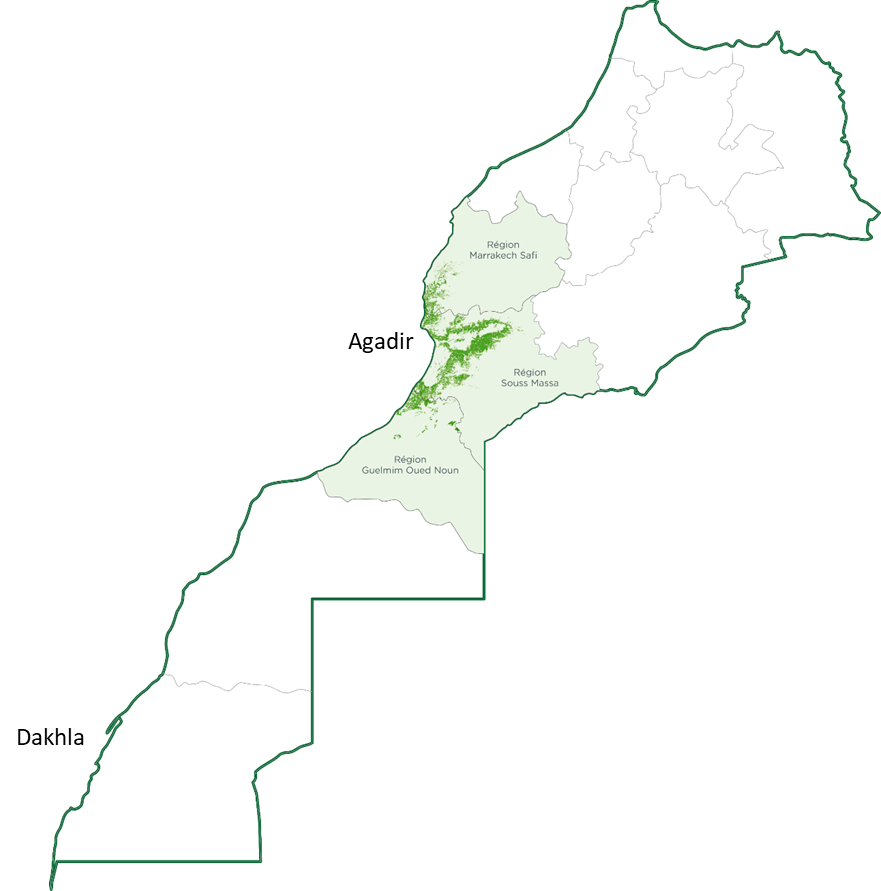 Région
Marrakech Safi
Agadir
Région
Souss Massa
Région
Guelmim Oued Noun
Dakhla